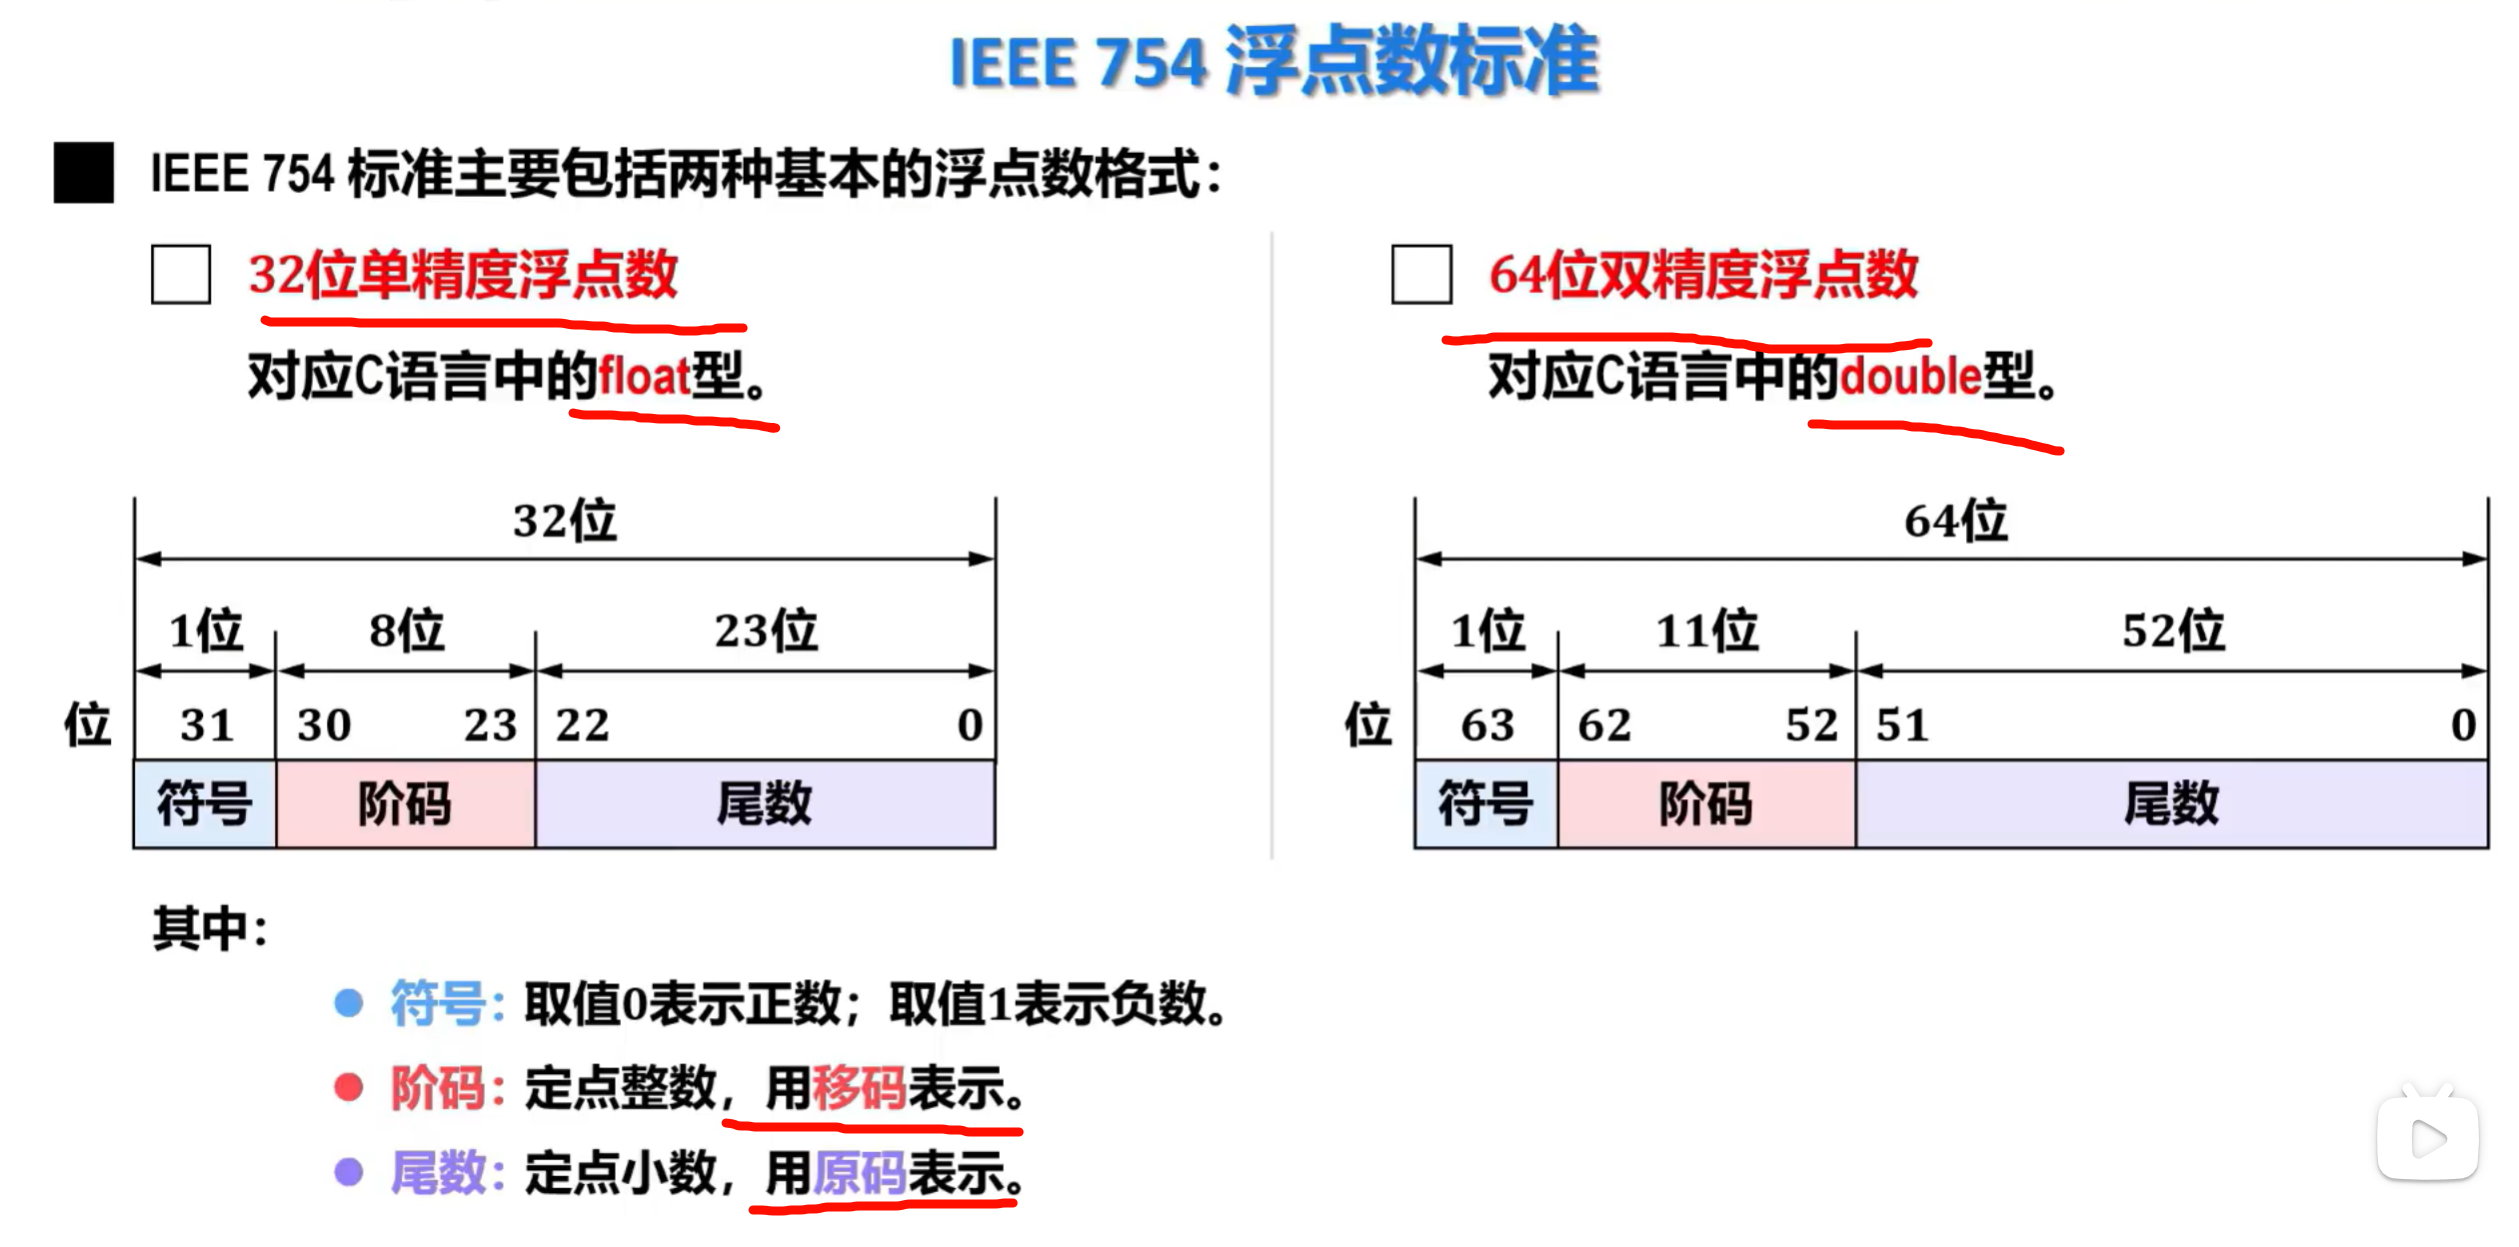 IEEE 754 浮点数标准
IEEE 754 标准主要包括两种基本的浮点数格式：
32位单精度浮点数
对应C语言中的float型。
32位
1位 8位 23位
位 31 30 23 22 0
符号 阶码 尾数
64位双精度浮点数
对应C语言中的double型。
64位
1位 11位 52位
位 63 62 52 51 0
符号 阶码 尾数
其中：
符号：取值0表示正数；取值1表示负数。
阶码：定点整数，用移码表示。
尾数：定点小数，用原码表示。